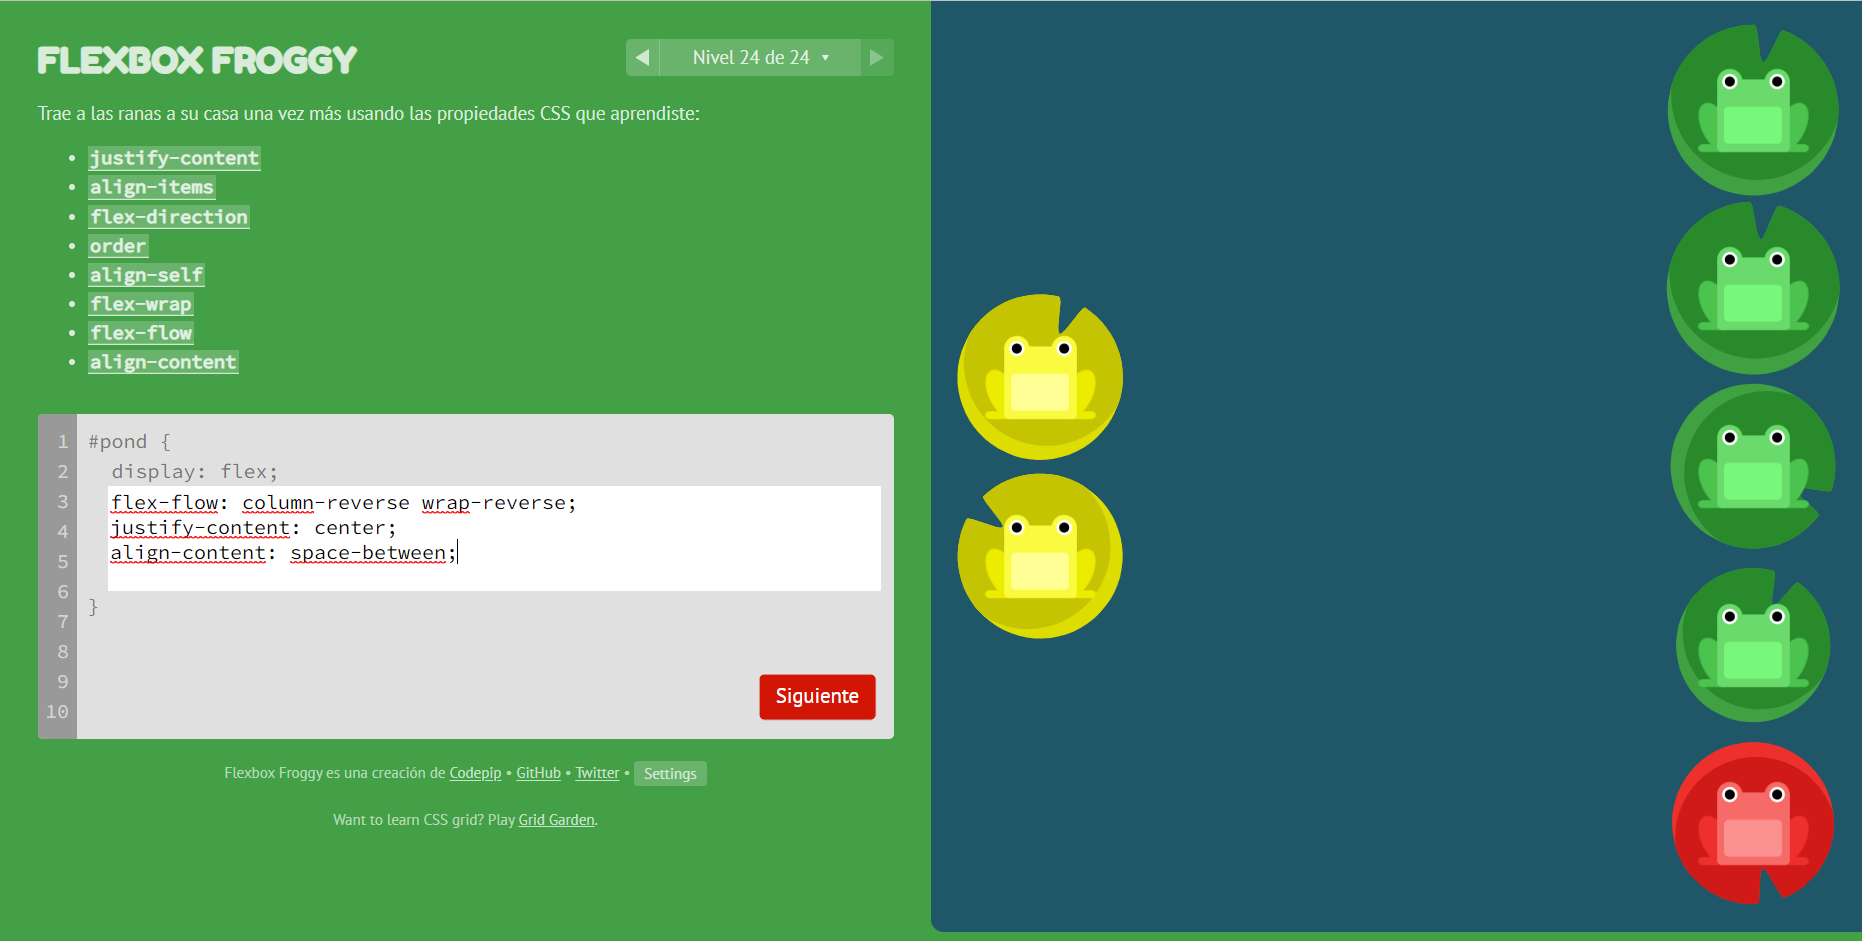 FLEXBOX FROGGY
◀ Nivel 24 de 24 ▾ ▶
Trae a las ranas a su casa una vez más usando las propiedades CSS que aprendiste:
• justify-content
• align-items
• flex-direction
• order
• align-self
• flex-wrap
• flex-flow
• align-content
1 #pond {
2 display: flex;
3 flex-flow: column-reverse wrap-reverse;
4 justify-content: center;
5 align-content: space-between;
6 }
7
8
9
10
Siguiente
Flexbox Froggy es una creación de Codepip • GitHub • Twitter • Settings
Want to learn CSS grid? Play Grid Garden.